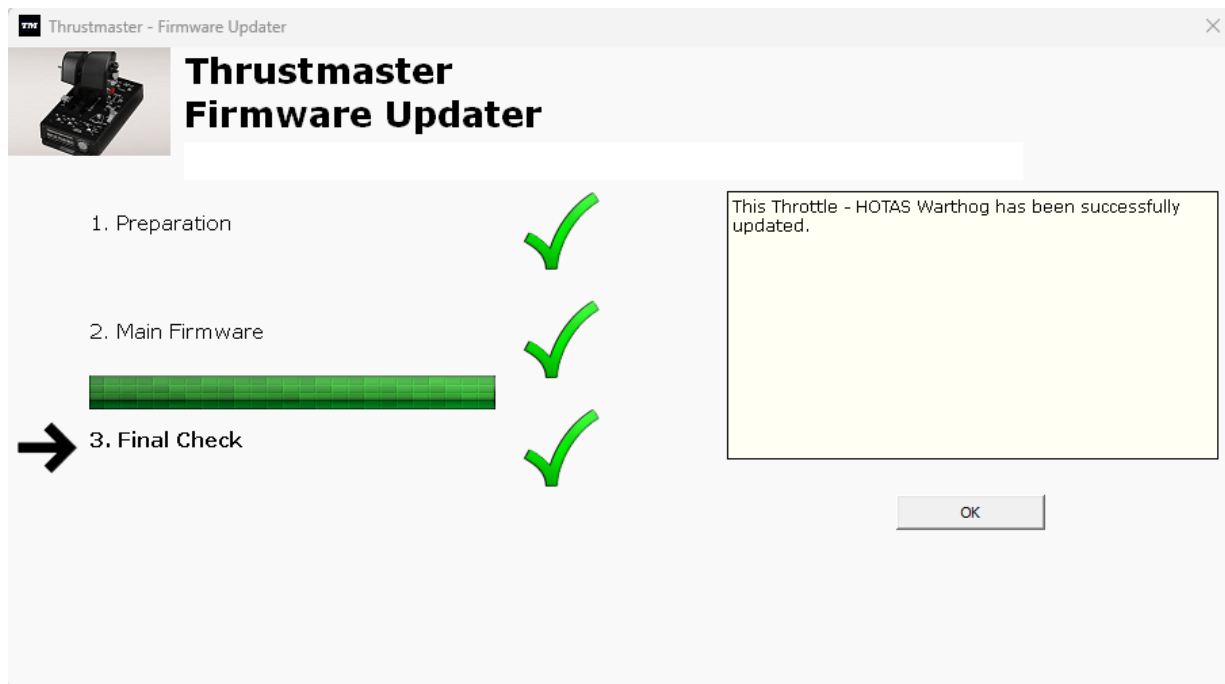 TM Thrustmaster - Firmware Updater
Thrustmaster
Firmware Updater
1. Preparation
This Throttle - HOTAS Warthog has been successfully
updated.
2. Main Firmware
3. Final Check
OK